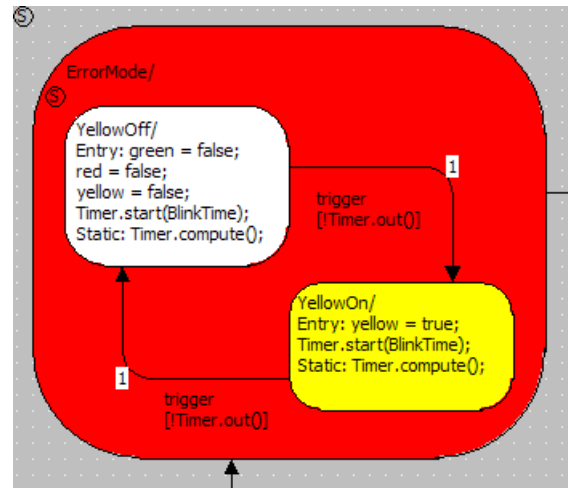 S
ErrorMode/
S
YellowOff/
Entry: green = false;
red = false;
yellow = false;
Timer.start(BlinkTime);
Static: Timer.compute();
1
trigger
[!Timer.out()]
YellowOn/
Entry: yellow = true;
Timer.start(BlinkTime);
Static: Timer.compute();
1
trigger
[!Timer.out()]